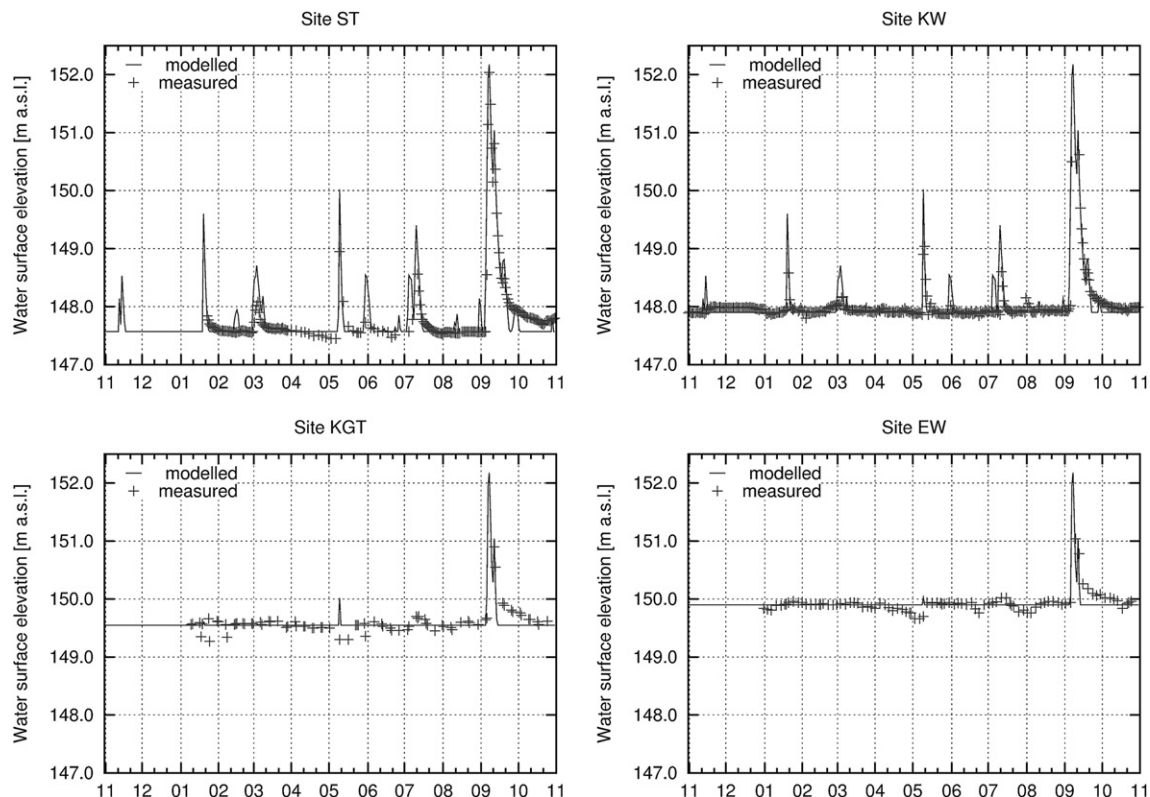 Site ST
Water surface elevation [m a.s.l.]
152.0
151.0
150.0
149.0
148.0
147.0
modelled
measured
11 12 01 02 03 04 05 06 07 08 09 10 11
Site KW
Water surface elevation [m a.s.l.]
152.0
151.0
150.0
149.0
148.0
147.0
modelled
measured
11 12 01 02 03 04 05 06 07 08 09 10 11
Site KGT
Water surface elevation [m a.s.l.]
152.0
151.0
150.0
149.0
148.0
147.0
modelled
measured
11 12 01 02 03 04 05 06 07 08 09 10 11
Site EW
Water surface elevation [m a.s.l.]
152.0
151.0
150.0
149.0
148.0
147.0
modelled
measured
11 12 01 02 03 04 05 06 07 08 09 10 11